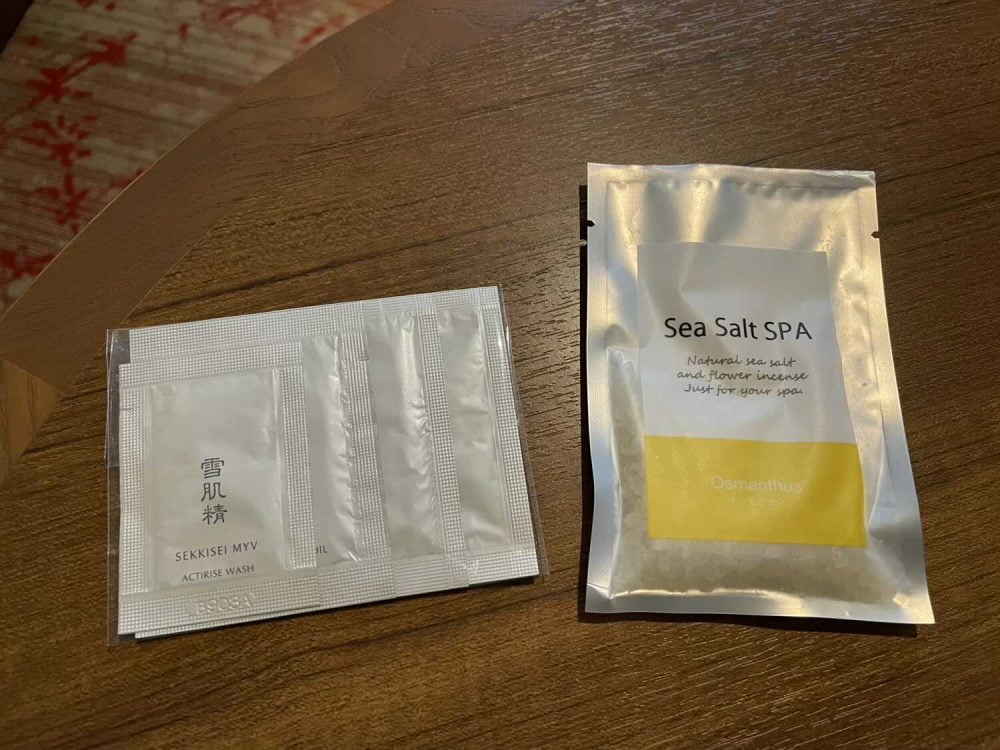 雪肌精
SEKKISEI MYV
ACTIRISE WASH
OIL
Sea Salt SPA
Natural sea salt
and flower incense
Just for your spa.
Osmanthus